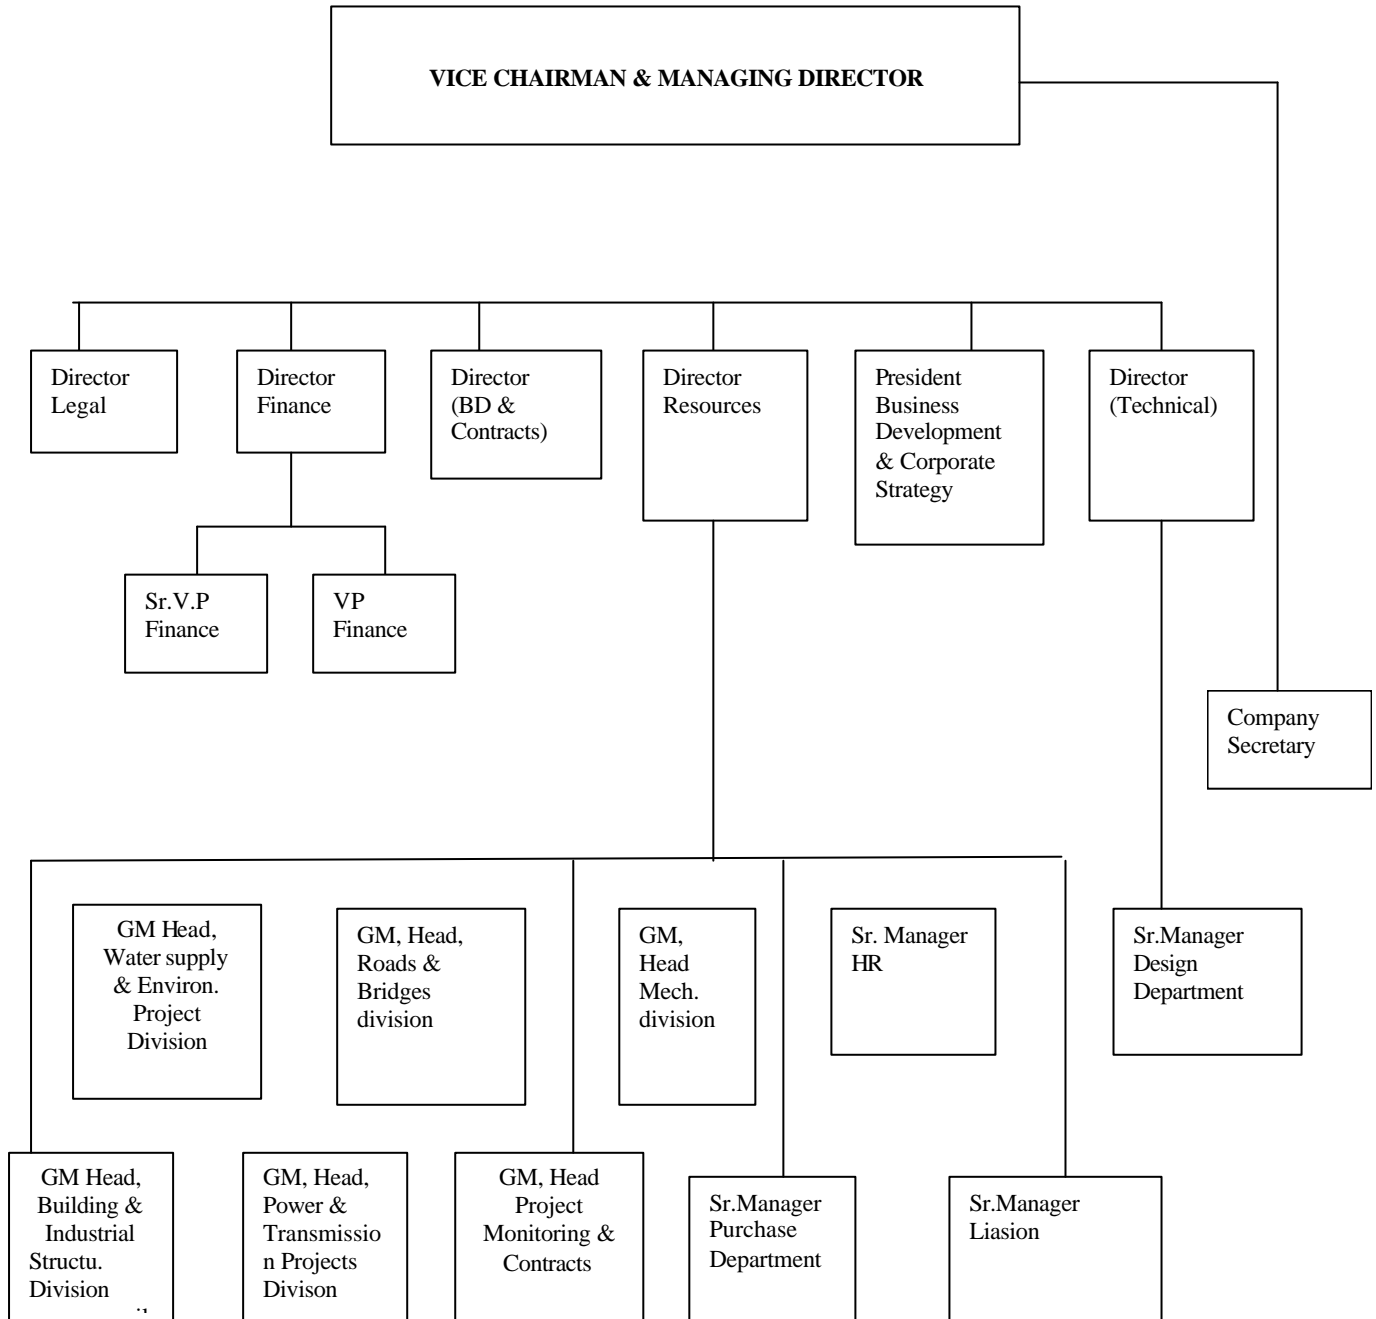 VICE CHAIRMAN & MANAGING DIRECTOR
Director
Legal
Director
Finance
Director
(BD &
Contracts)
Director
Resources
President
Business
Development
& Corporate
Strategy
Director
(Technical)
Sr.V.P
Finance
VP
Finance
Company
Secretary
GM Head,
Water supply
& Environ.
Project
Division
GM, Head,
Roads &
Bridges
division
GM,
Head
Mech.
division
Sr. Manager
HR
Sr.Manager
Design
Department
GM Head,
Building &
Industrial
Structu.
Division
GM, Head,
Power &
Transmissio
n Projects
Divison
GM, Head
Project
Monitoring &
Contracts
Sr.Manager
Purchase
Department
Sr.Manager
Liasion